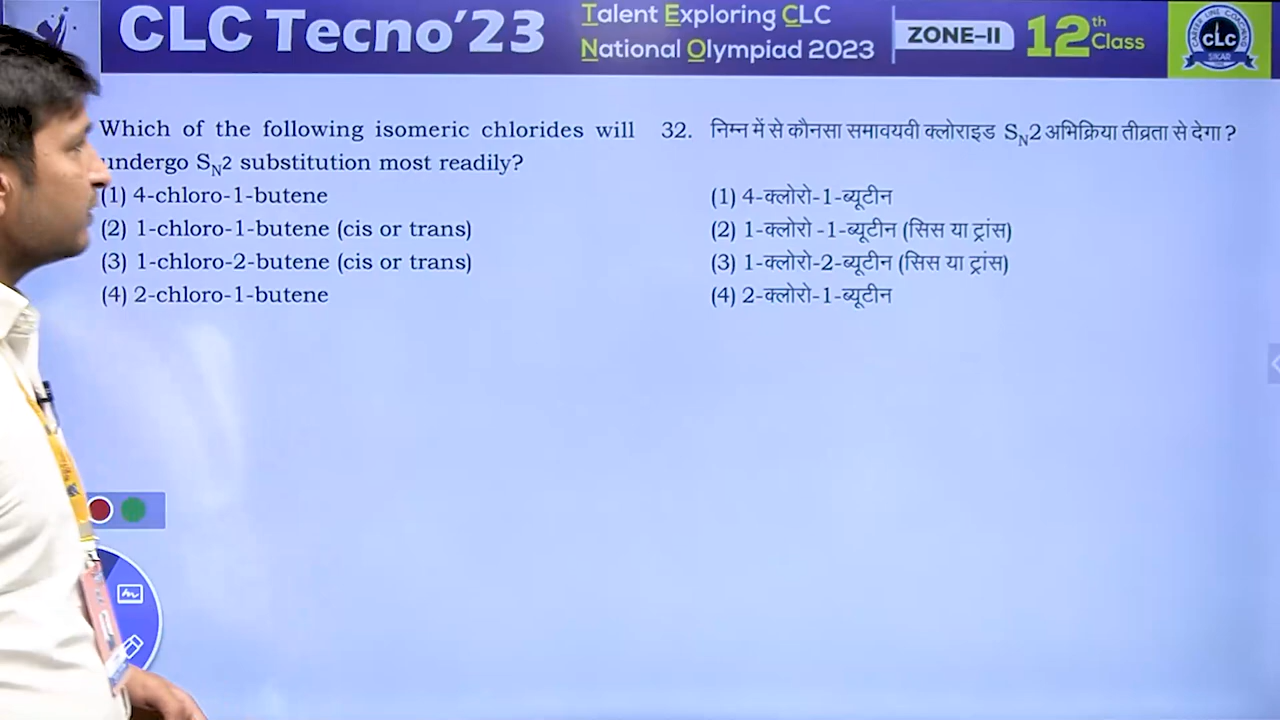 CLC Tecno'23
Talent Exploring CLC
National Olympiad 2023
ZONE-II
12th Class
CAREER LINE COACHING
cLc
SIKAR
Which of the following isomeric chlorides will
undergo SN2 substitution most readily?
(1) 4-chloro-1-butene
(2) 1-chloro-1-butene (cis or trans)
(3) 1-chloro-2-butene (cis or trans)
(4) 2-chloro-1-butene
32. निम्न में से कौनसा समावयवी क्लोराइड SN2 अभिक्रिया तीव्रता से देगा ?
(1) 4-क्लोरो-1-ब्यूटीन
(2) 1-क्लोरो -1-ब्यूटीन (सिस या ट्रांस)
(3) 1-क्लोरो-2-ब्यूटीन (सिस या ट्रांस)
(4) 2-क्लोरो-1-ब्यूटीन